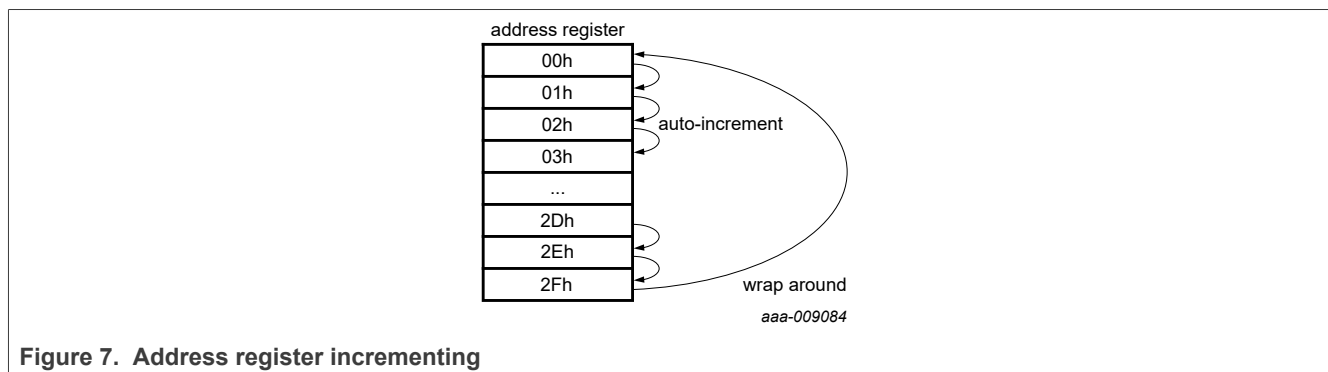 address register
00h
01h
02h
auto-increment
03h
...
2Dh
2Eh
2Fh
wrap around
aaa-009084
Figure 7. Address register incrementing